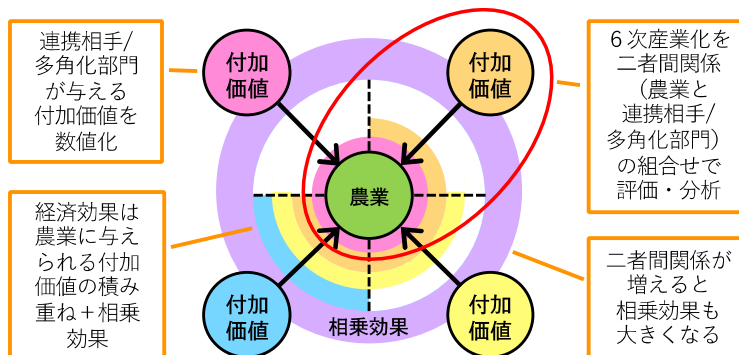 連携相手/
多角化部門
が与える
付加価値を
数値化
付加
価値
付加
価値
６次産業化を
二者間関係
（農業と
連携相手/
多角化部門）
の組合せで
評価・分析
農業
経済効果は
農業に与え
られる付加
価値の積み
重ね＋相乗
効果
付加
価値
相乗効果
付加
価値
二者間関係が
増えると
相乗効果も
大きくなる